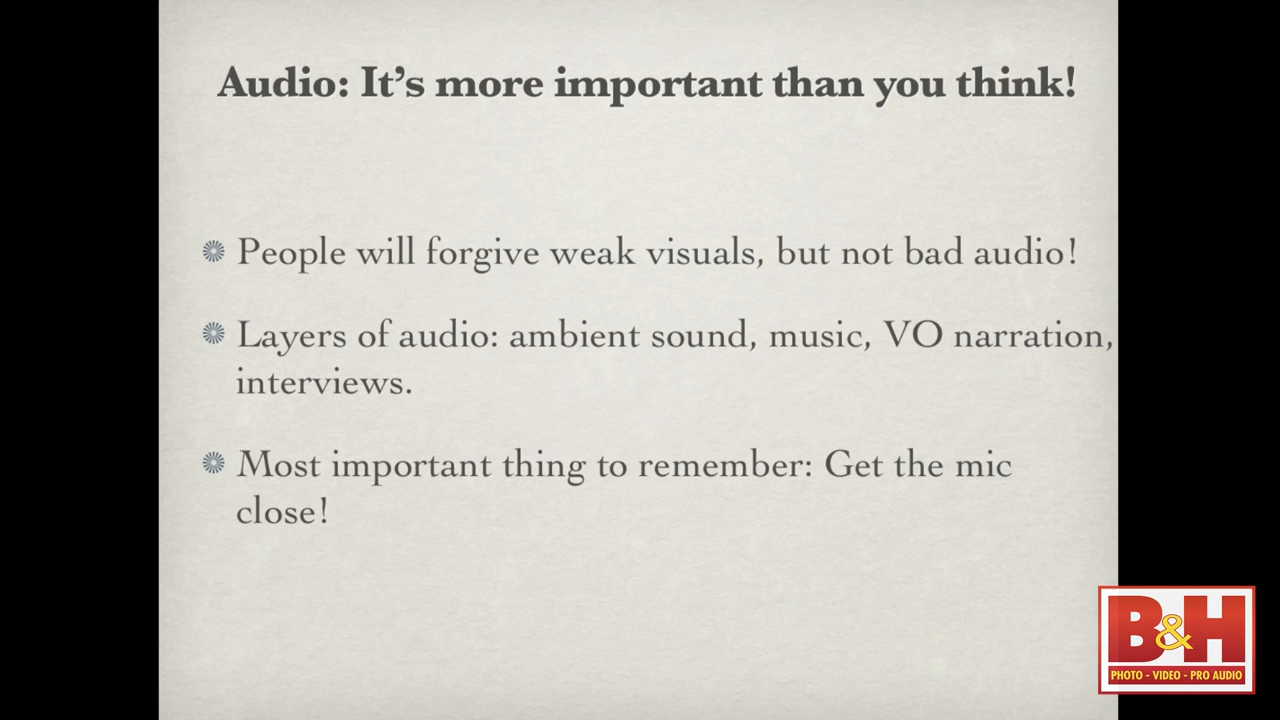 Audio: It's more important than you think!
People will forgive weak visuals, but not bad audio!
Layers of audio: ambient sound, music, VO narration,
interviews.
Most important thing to remember: Get the mic
close!
B&H
PHOTO - VIDEO - PRO AUDIO